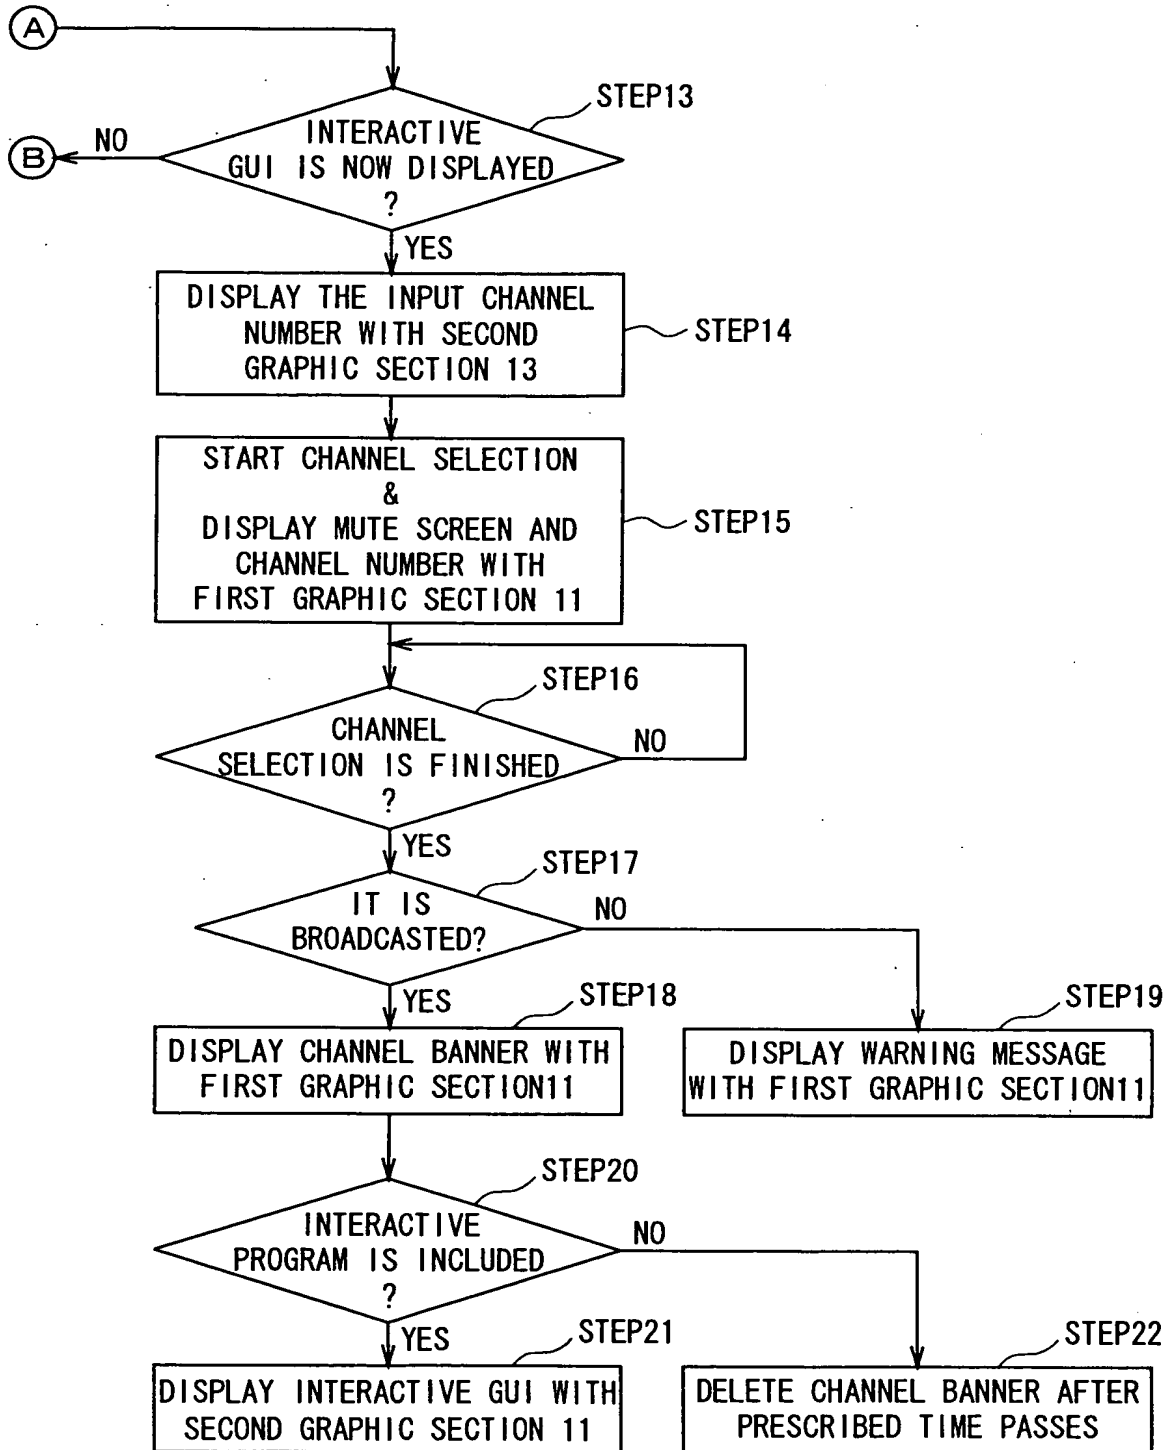 A
STEP13
INTERACTIVE
GUI IS NOW DISPLAYED
?
NO
B
YES
DISPLAY THE INPUT CHANNEL
NUMBER WITH SECOND
GRAPHIC SECTION 13
STEP14
START CHANNEL SELECTION
&
DISPLAY MUTE SCREEN AND
CHANNEL NUMBER WITH
FIRST GRAPHIC SECTION 11
STEP15
STEP16
CHANNEL
SELECTION IS FINISHED
?
NO
YES
STEP17
IT IS
BROADCASTED?
NO
YES
STEP18
DISPLAY CHANNEL BANNER WITH
FIRST GRAPHIC SECTION11
STEP19
DISPLAY WARNING MESSAGE
WITH FIRST GRAPHIC SECTION11
STEP20
INTERACTIVE
PROGRAM IS INCLUDED
?
NO
YES
STEP21
DISPLAY INTERACTIVE GUI WITH
SECOND GRAPHIC SECTION 11
STEP22
DELETE CHANNEL BANNER AFTER
PRESCRIBED TIME PASSES